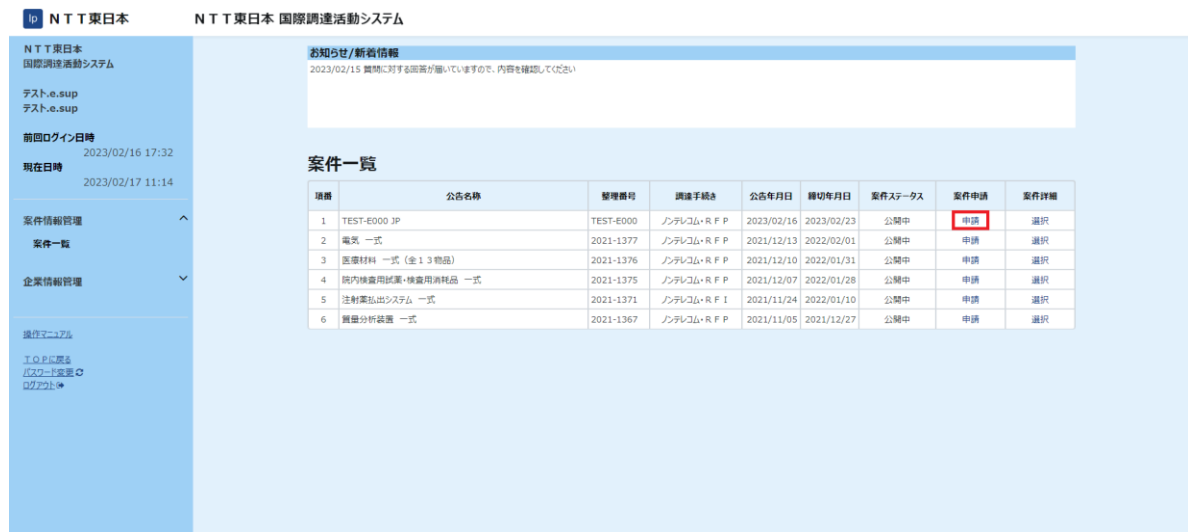 Ip ＮＴＴ東日本
ＮＴＴ東日本 国際調達活動システム
ＮＴＴ東日本
国際調達活動システム
テスト.e.sup
テスト.e.sup
前回ログイン日時
2023/02/16 17:32
現在日時
2023/02/17 11:14
案件情報管理
案件一覧
企業情報管理
操作マニュアル
ＴＯＰに戻る
パスワード変更
ログアウト
お知らせ/新着情報
2023/02/15 質問に対する回答が届いていますので、内容を確認してください
案件一覧
項番 公告名称 整理番号 調達手続き 公告年月日 締切年月日 案件ステータス 案件申請 案件詳細
1 TEST-E000 JP TEST-E000 ノンテレコム・ＲＦＰ 2023/02/16 2023/02/23 公開中 申請 選択
2 電気 一式 2021-1377 ノンテレコム・ＲＦＰ 2021/12/13 2022/02/01 公開中 申請 選択
3 医療材料 一式（全１３物品） 2021-1376 ノンテレコム・ＲＦＰ 2021/12/10 2022/01/31 公開中 申請 選択
4 院内検査用試薬・検査用消耗品 一式 2021-1375 ノンテレコム・ＲＦＰ 2021/12/07 2022/01/28 公開中 申請 選択
5 注射薬払出システム 一式 2021-1371 ノンテレコム・ＲＦＩ 2021/11/24 2022/01/10 公開中 申請 選択
6 質量分析装置 一式 2021-1367 ノンテレコム・ＲＦＰ 2021/11/05 2021/12/27 公開中 申請 選択